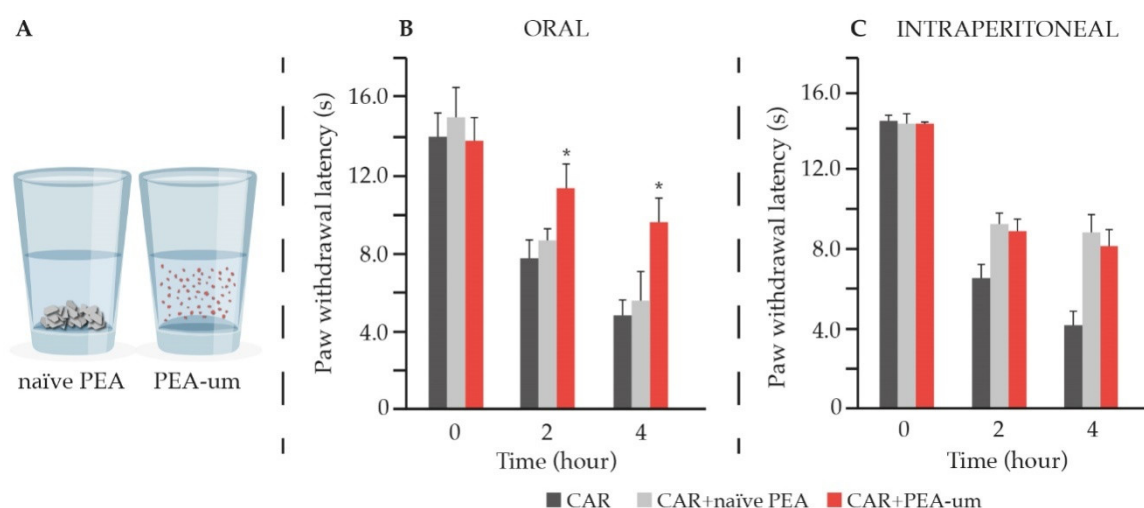 A
naïve PEA PEA-um
B ORAL
Paw withdrawal latency (s)
16.0
12.0
8.0
4.0
0
* *
0 2 4
Time (hour)
C INTRAPERITONEAL
Paw withdrawal latency (s)
16.0
12.0
8.0
4.0
0
0 2 4
Time (hour)
CAR CAR+naïve PEA CAR+PEA-um